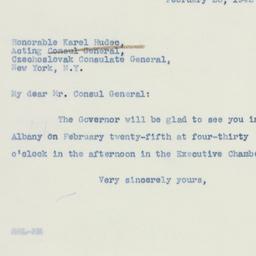 Honorable Karel Hudec,
Acting Consul General,
Czechoslovak Consulate General,
New York, N.Y.
My dear Mr. Consul General:
The Governor will be glad to see you in
Albany on February twenty-fifth at four-thirty
o'clock in the afternoon in the Executive Chambe
Very sincerely yours,